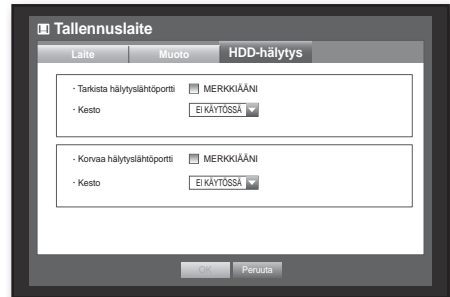 Tallennuslaite
Laite Muoto HDD-hälytys
· Tarkista hälytyslähtöportti MERKKIÄÄNI
· Kesto EI KÄYTÖSSÄ
· Korvaa hälytyslähtöportti MERKKIÄÄNI
· Kesto EI KÄYTÖSSÄ
OK Peruuta